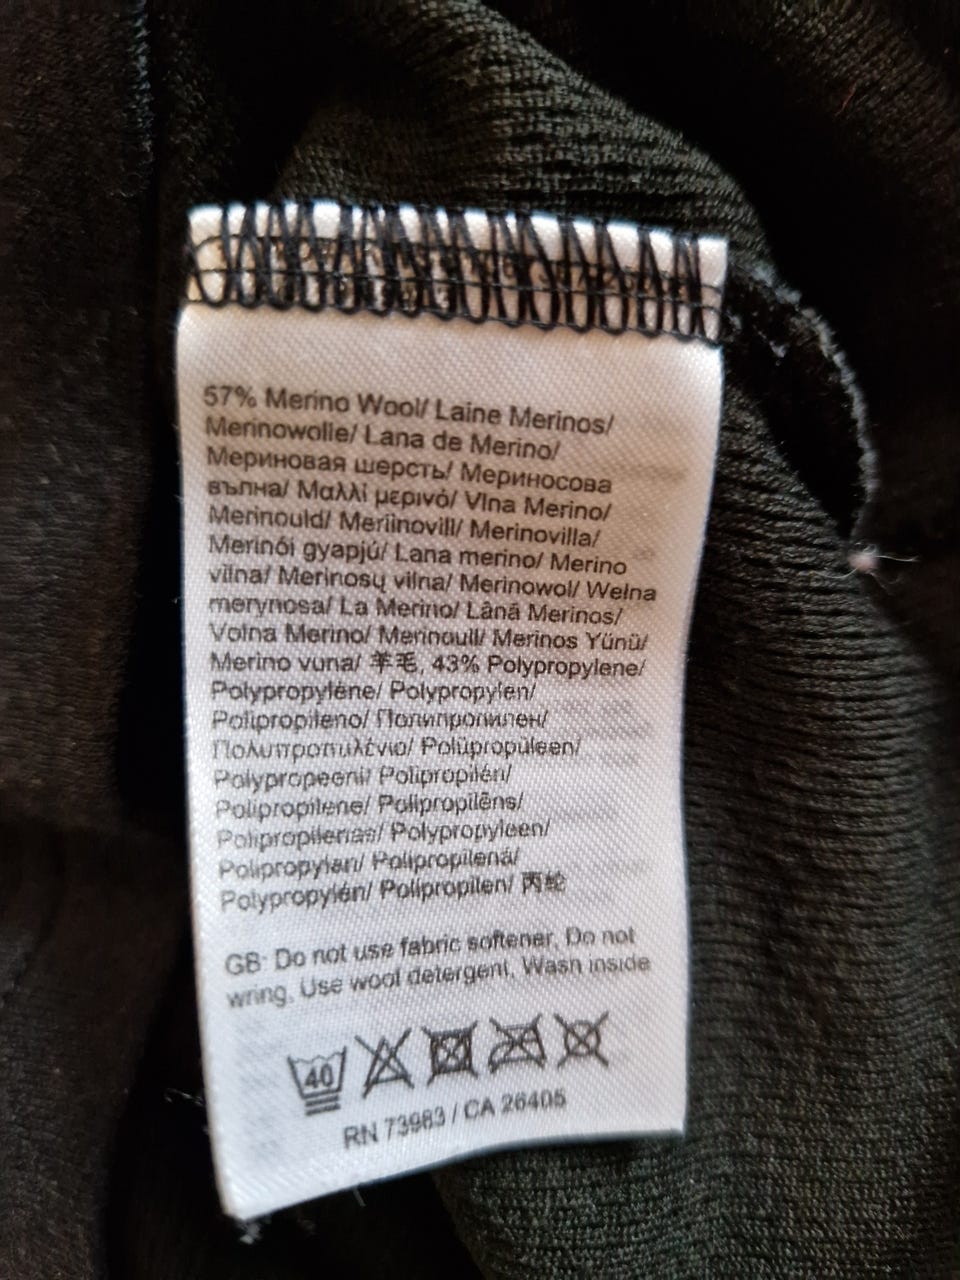 57% Merino Wool/ Laine Merinos/
Merinowolle/ Lana de Merino/
Мериновая шерсть/ Мериносова
вълна/ Μαλλί μερινό/ Vlna Merino/
Merinould/ Meriinovill/ Merinovilla/
Merinói gyapjú/ Lana merino/ Merino
vilna/ Merinosų vilna/ Merinowol/ Wełna
merynosa/ La Merino/ Lână Merinos/
Volna Merino/ Merinoull/ Merinos Yünü/
Merino vuna/ 羊毛, 43% Polypropylene/
Polypropylène/ Polypropylen/
Polipropileno/ Полипропилен/
Πολυπροπυλένιο/ Polüpropüleen/
Polypropeeni/ Polipropilén/
Polipropilene/ Polipropilēns/
Polipropilenas/ Polypropyleen/
Polipropylen/ Polipropilenă/
Polypropylén/ Polipropilen/ 丙纶
GB: Do not use fabric softener, Do not
wring, Use wool detergent, Wash inside
40
RN 73983 / CA 26405